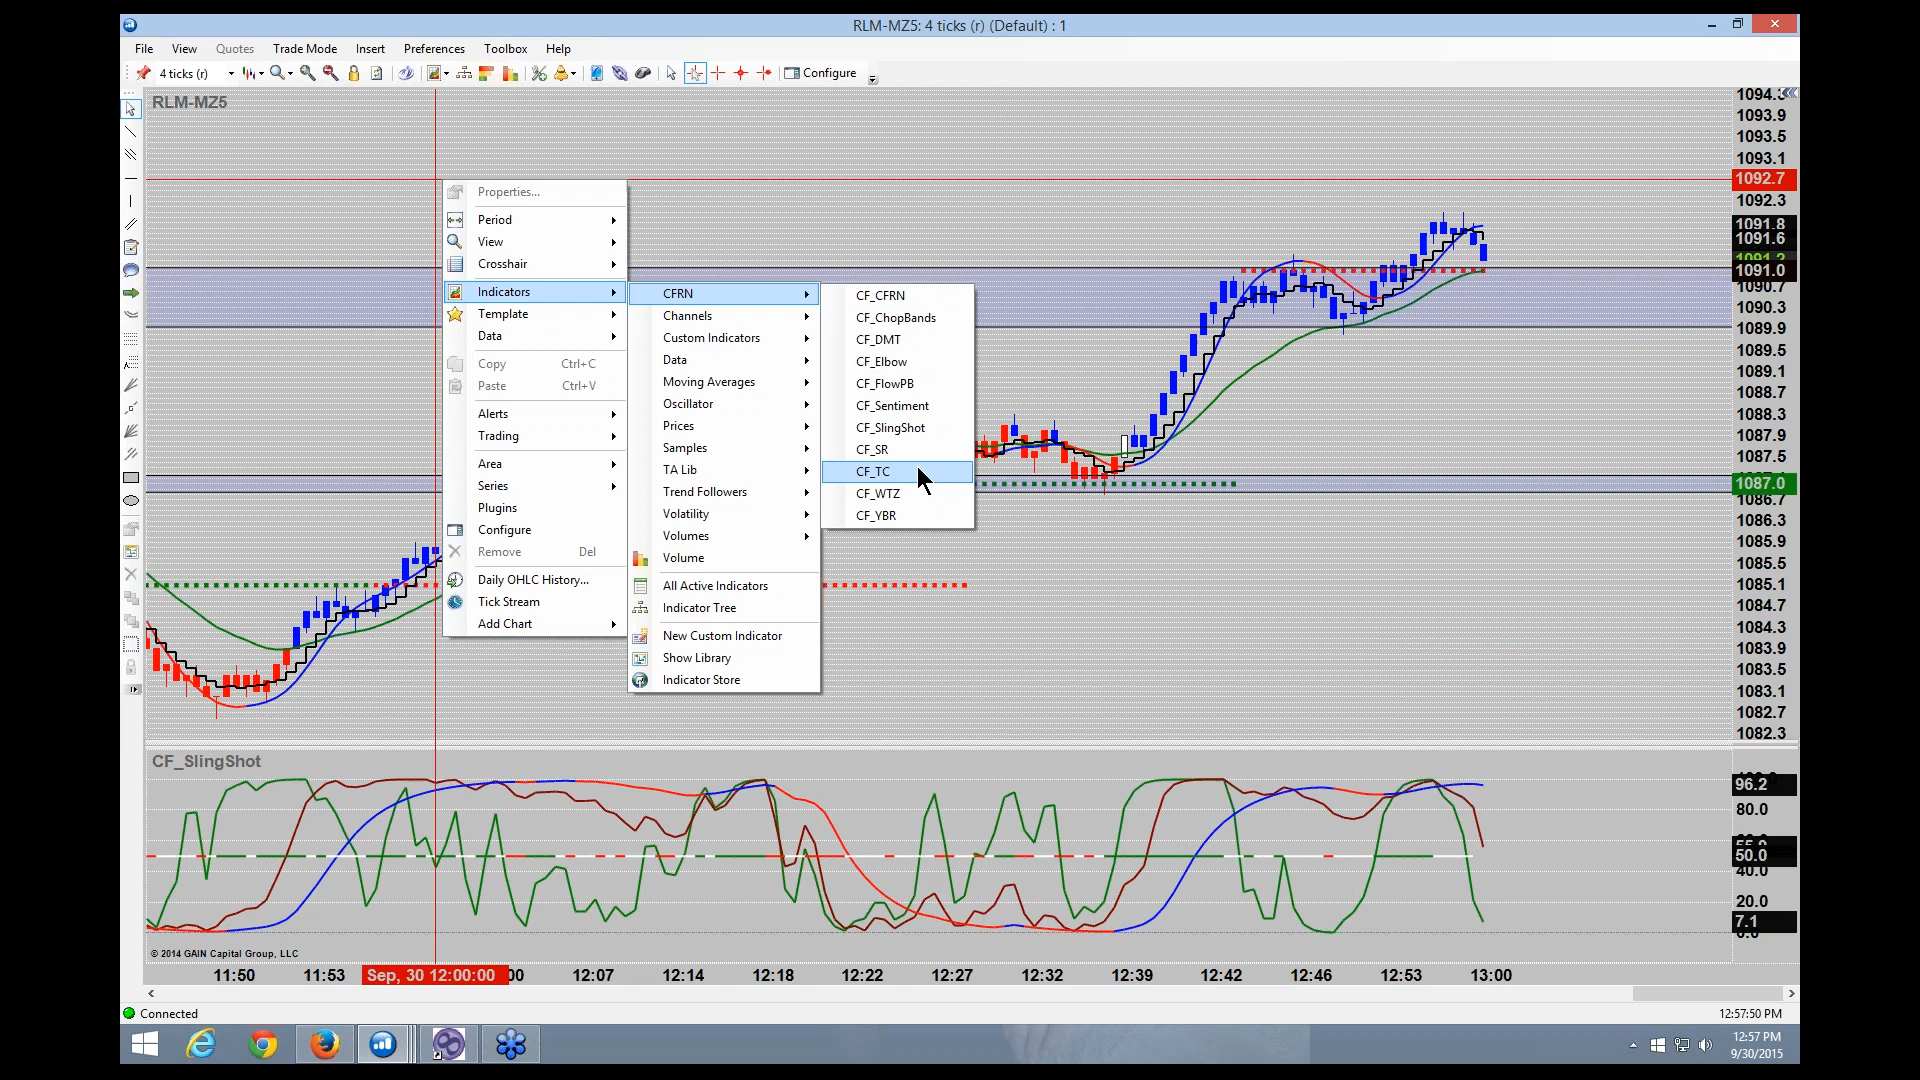 RLM-MZ5: 4 ticks (r) (Default) : 1
File View Quotes Trade Mode Insert Preferences Toolbox Help
4 ticks (r) Configure
RLM-MZ5
1093.9
1093.5
1093.1
1092.7
1092.3
1091.8
1091.6
1091.0
1090.7
1090.3
1089.9
1089.5
1089.1
1088.7
1088.3
1087.9
1087.5
1087.0
1086.7
1086.3
1085.9
1085.5
1085.1
1084.7
1084.3
1083.9
1083.5
1083.1
1082.7
1082.3
Properties...
Period
View
Crosshair
Indicators
Template
Data
Copy Ctrl+C
Paste Ctrl+V
Alerts
Trading
Area
Series
Plugins
Configure
Remove Del
Daily OHLC History...
Tick Stream
Add Chart
CFRN
Channels
Custom Indicators
Data
Moving Averages
Oscillator
Prices
Samples
TA Lib
Trend Followers
Volatility
Volumes
Volume
All Active Indicators
Indicator Tree
New Custom Indicator
Show Library
Indicator Store
CF_CFRN
CF_ChopBands
CF_DMT
CF_Elbow
CF_FlowPB
CF_Sentiment
CF_SlingShot
CF_SR
CF_TC
CF_WTZ
CF_YBR
CF_SlingShot
96.2
80.0
50.0
40.0
20.0
7.1
© 2014 GAIN Capital Group, LLC
11:50 11:53 Sep, 30 12:00:00 12:07 12:14 12:18 12:22 12:27 12:32 12:39 12:42 12:46 12:53 13:00
Connected 12:57:50 PM
12:57 PM
9/30/2015